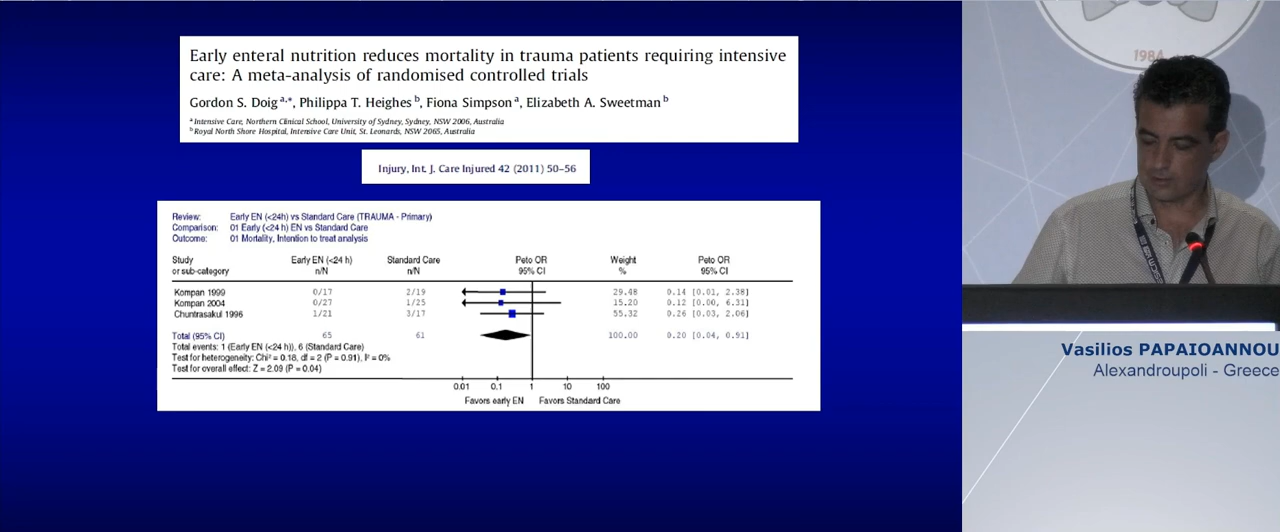 Early enteral nutrition reduces mortality in trauma patients requiring intensive
care: A meta-analysis of randomised controlled trials
Gordon S. Doig a,*, Philippa T. Heighes b, Fiona Simpson a, Elizabeth A. Sweetman b
a Intensive Care, Northern Clinical School, University of Sydney, Sydney, NSW 2006, Australia
b Royal North Shore Hospital, Intensive Care Unit, St. Leonards, NSW 2065, Australia
Injury, Int. J. Care Injured 42 (2011) 50–56
Review: Early EN (<24h) vs Standard Care (TRAUMA - Primary)
Comparison: 01 Early (<24 h) EN vs Standard Care
Outcome: 01 Mortality, Intention to treat analysis
Study Early EN (<24 h) Standard Care Peto OR Weight Peto OR
or sub-category n/N n/N 95% CI % 95% CI
Kompan 1999 0/17 2/19 29.48 0.14 [0.01, 2.38]
Kompan 2004 0/27 1/25 15.20 0.12 [0.00, 6.31]
Chuntrasakul 1996 1/21 3/17 55.32 0.26 [0.03, 2.06]
Total (95% CI) 65 61 100.00 0.20 [0.04, 0.91]
Total events: 1 (Early EN (<24 h)), 6 (Standard Care)
Test for heterogeneity: Chi² = 0.18, df = 2 (P = 0.91), I² = 0%
Test for overall effect: Z = 2.09 (P = 0.04)
0.01 0.1 1 10 100
Favors early EN Favors Standard Care
1984
Vasilios PAPAIOANNOU
Alexandroupoli - Greece